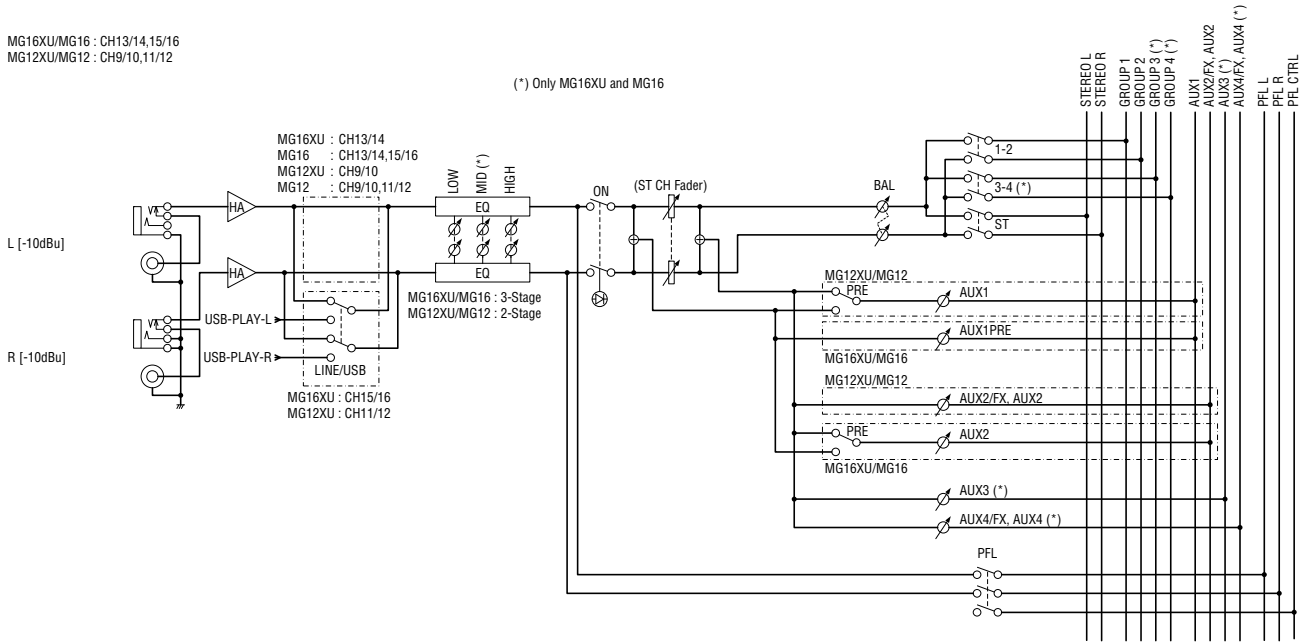 MG16XU/MG16 : CH13/14,15/16
MG12XU/MG12 : CH9/10,11/12
(*) Only MG16XU and MG16
STEREO L
STEREO R
GROUP 1
GROUP 2
GROUP 3 (*)
GROUP 4 (*)
AUX1
AUX2/FX, AUX2
AUX3 (*)
AUX4/FX, AUX4 (*)
PFL L
PFL R
PFL CTRL
MG16XU : CH13/14
MG16 : CH13/14,15/16
MG12XU : CH9/10
MG12 : CH9/10,11/12
LOW
MID (*)
HIGH
ON
(ST CH Fader)
BAL
1-2
3-4 (*)
ST
HA
EQ
L [-10dBu]
HA
EQ
MG16XU/MG16 : 3-Stage
MG12XU/MG12 : 2-Stage
USB-PLAY-L
USB-PLAY-R
LINE/USB
R [-10dBu]
MG16XU : CH15/16
MG12XU : CH11/12
MG12XU/MG12
PRE
AUX1
AUX1PRE
MG16XU/MG16
MG12XU/MG12
AUX2/FX, AUX2
PRE
AUX2
MG16XU/MG16
AUX3 (*)
AUX4/FX, AUX4 (*)
PFL